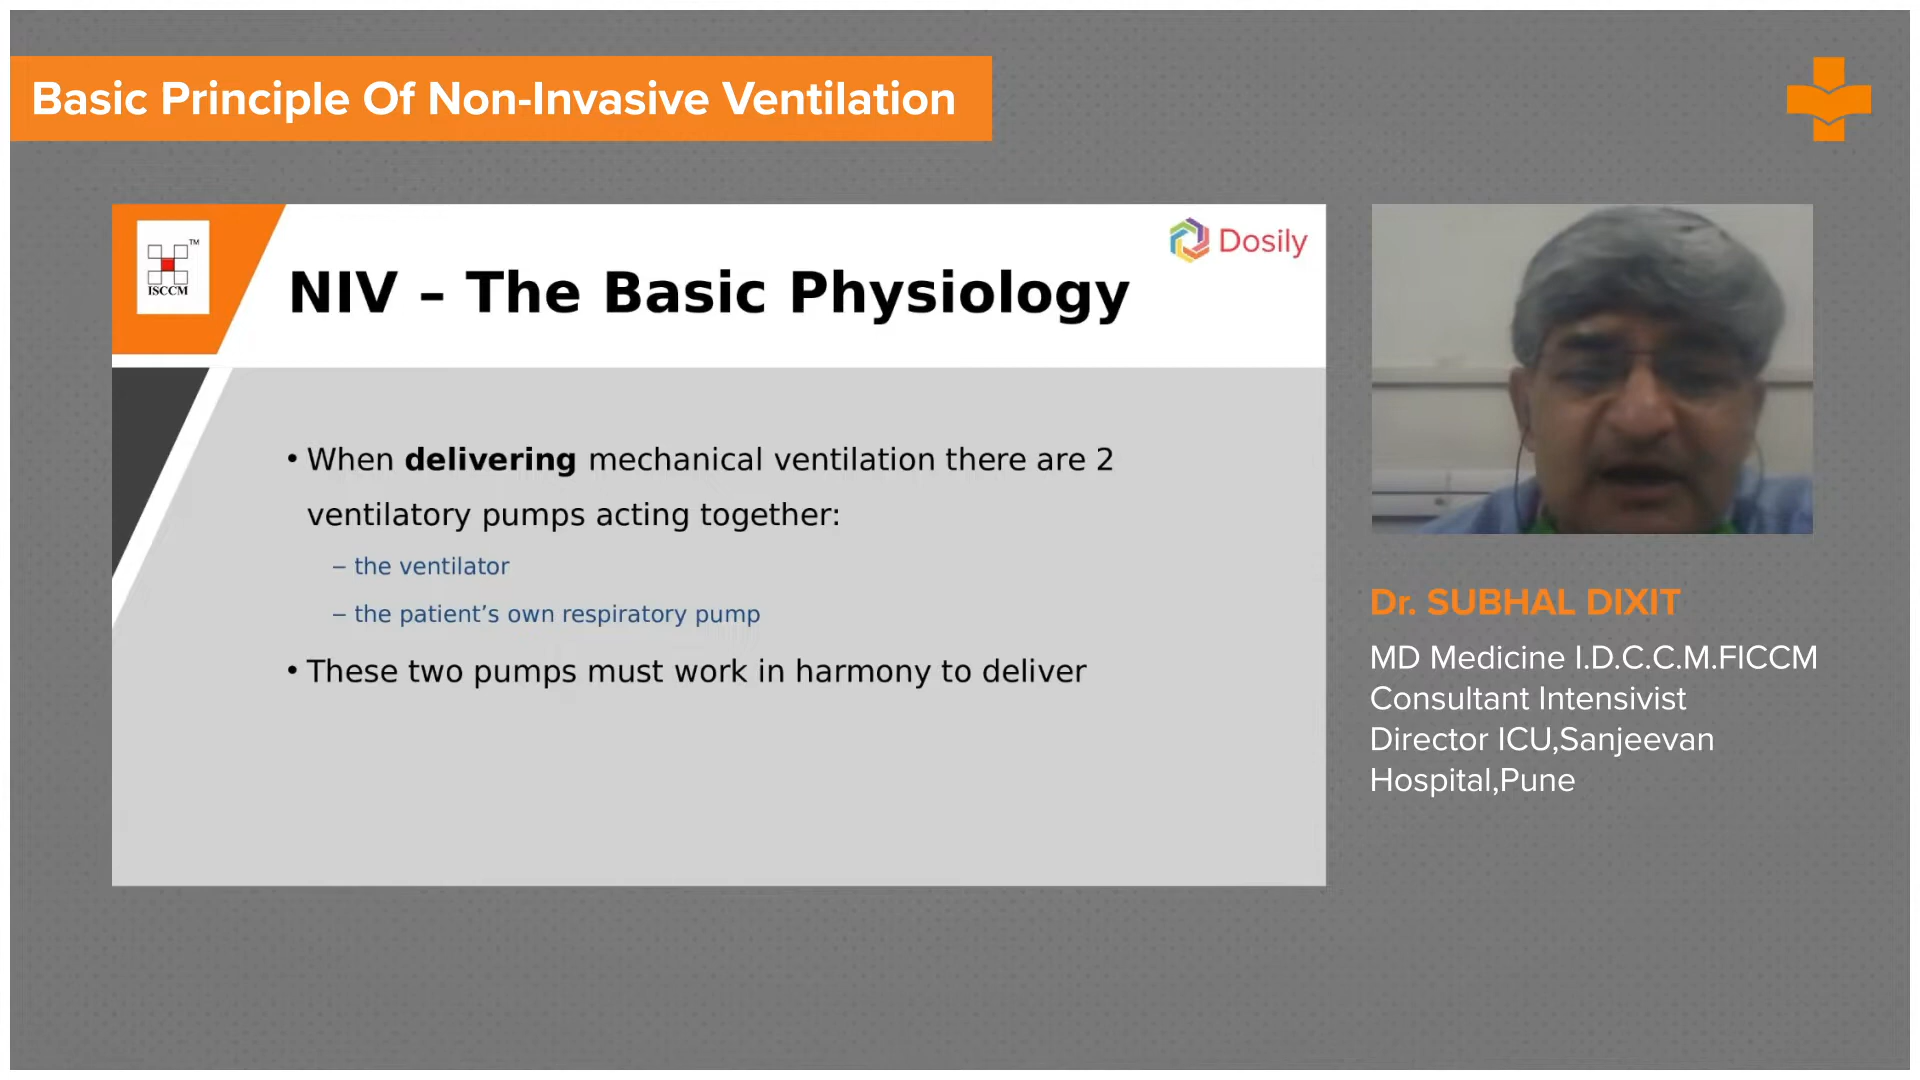 Basic Principle Of Non-Invasive Ventilation
TM
ISCCM
Dosily
NIV – The Basic Physiology
• When delivering mechanical ventilation there are 2
ventilatory pumps acting together:
– the ventilator
– the patient’s own respiratory pump
• These two pumps must work in harmony to deliver
Dr. SUBHAL DIXIT
MD Medicine I.D.C.C.M.FICCM
Consultant Intensivist
Director ICU,Sanjeevan
Hospital,Pune